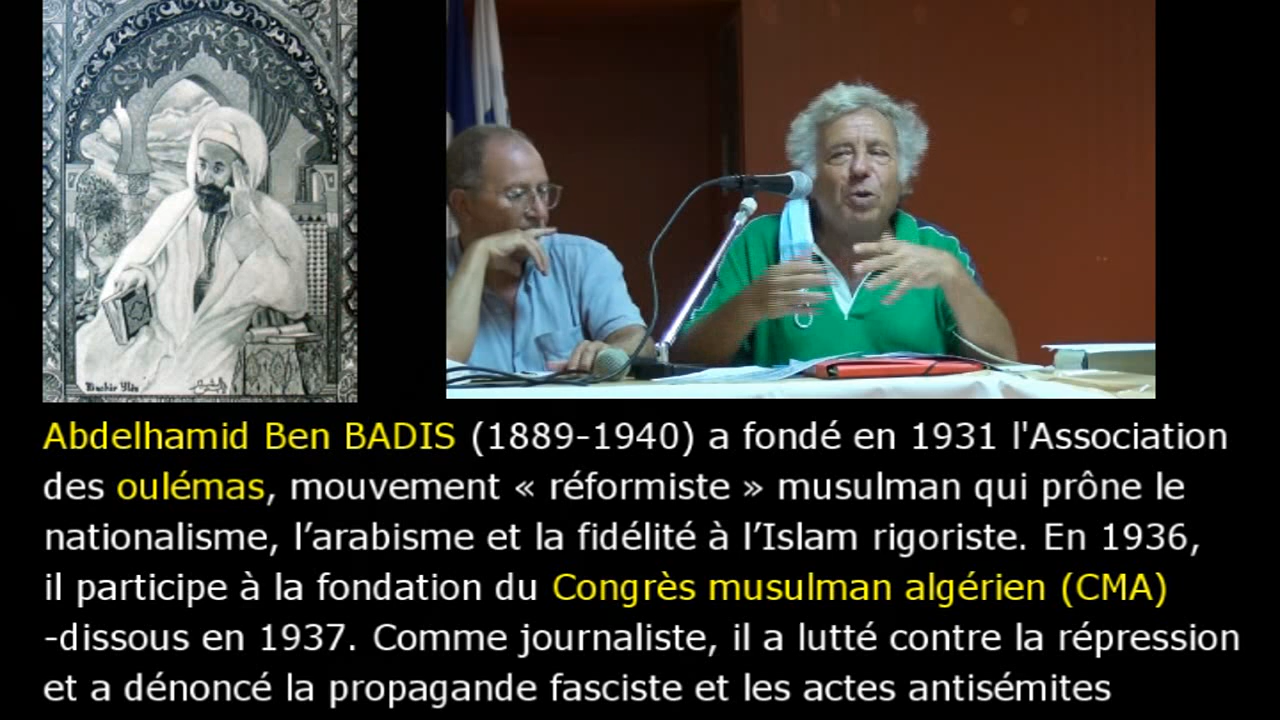 Abdelhamid Ben BADIS (1889-1940) a fondé en 1931 l'Association
des oulémas, mouvement « réformiste » musulman qui prône le
nationalisme, l’arabisme et la fidélité à l’Islam rigoriste. En 1936,
il participe à la fondation du Congrès musulman algérien (CMA)
-dissous en 1937. Comme journaliste, il a lutté contre la répression
et a dénoncé la propagande fasciste et les actes antisémites